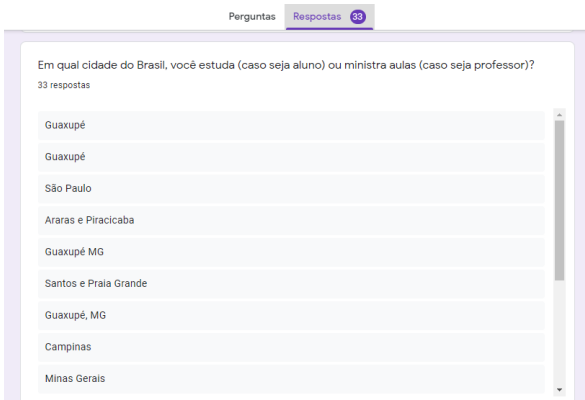 Perguntas Respostas 33
Em qual cidade do Brasil, você estuda (caso seja aluno) ou ministra aulas (caso seja professor)?
33 respostas
Guaxupé
Guaxupé
São Paulo
Araras e Piracicaba
Guaxupé MG
Santos e Praia Grande
Guaxupé, MG
Campinas
Minas Gerais